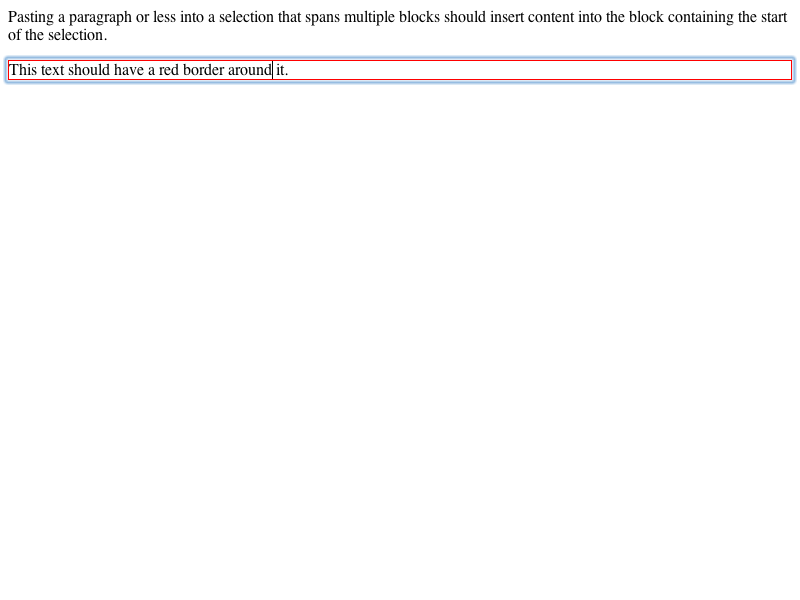 Pasting a paragraph or less into a selection that spans multiple blocks should insert content into the block containing the start
of the selection.
This text should have a red border around it.